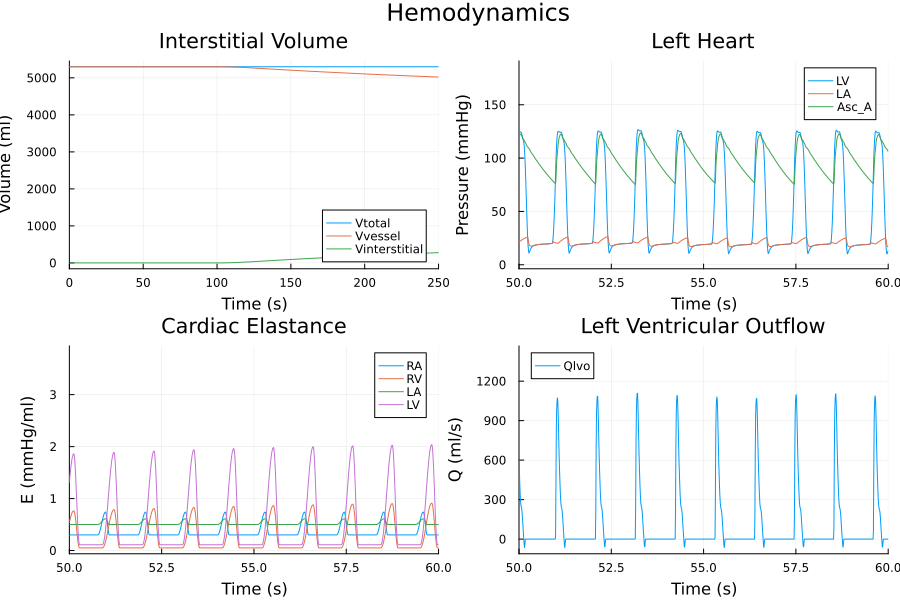 Hemodynamics
Interstitial Volume
Volume (ml)
5000
4000
3000
2000
1000
0
Vtotal
Vvessel
Vinterstitial
0 50 100 150 200 250
Time (s)
Left Heart
Pressure (mmHg)
150
100
50
0
LV
LA
Asc_A
50.0 52.5 55.0 57.5 60.0
Time (s)
Cardiac Elastance
E (mmHg/ml)
3
2
1
0
RA
RV
LA
LV
50.0 52.5 55.0 57.5 60.0
Time (s)
Left Ventricular Outflow
Q (ml/s)
1200
900
600
300
0
Qlvo
50.0 52.5 55.0 57.5 60.0
Time (s)